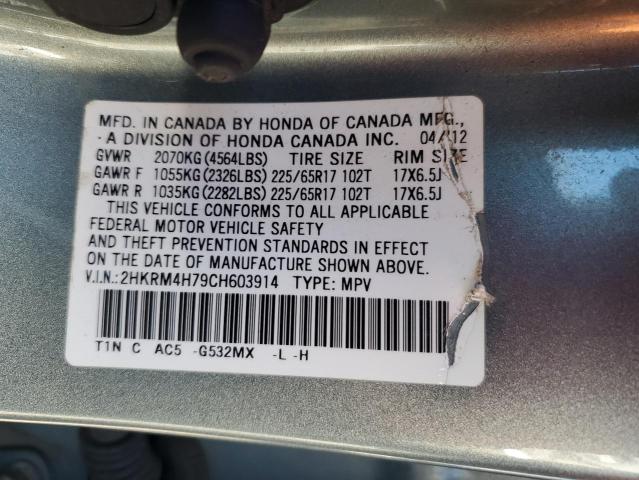 MFD. IN CANADA BY HONDA OF CANADA MFG.,
- A DIVISION OF HONDA CANADA INC. 04/12
GVWR 2070KG(4564LBS) TIRE SIZE RIM SIZE
GAWR F 1055KG(2326LBS) 225/65R17 102T 17X6.5J
GAWR R 1035KG(2282LBS) 225/65R17 102T 17X6.5J
THIS VEHICLE CONFORMS TO ALL APPLICABLE
FEDERAL MOTOR VEHICLE SAFETY
AND THEFT PREVENTION STANDARDS IN EFFECT
ON THE DATE OF MANUFACTURE SHOWN ABOVE.
V.I.N.:2HKRM4H79CH603914 TYPE: MPV
T1N C AC5 -G532MX -L -H